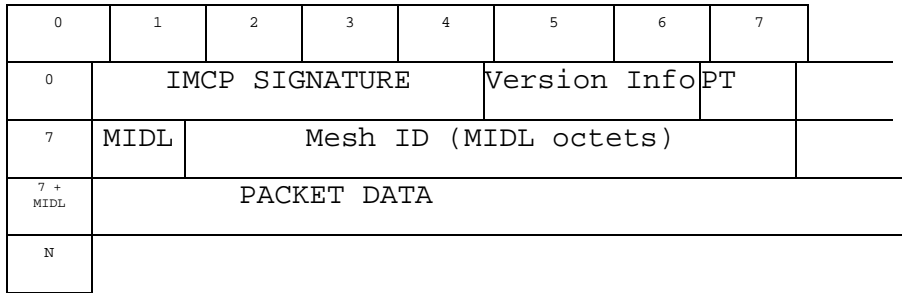 0 1 2 3 4 5 6 7
0 IMCP SIGNATURE Version Info PT
7 MIDL Mesh ID (MIDL octets)
7 +
MIDL PACKET DATA
N